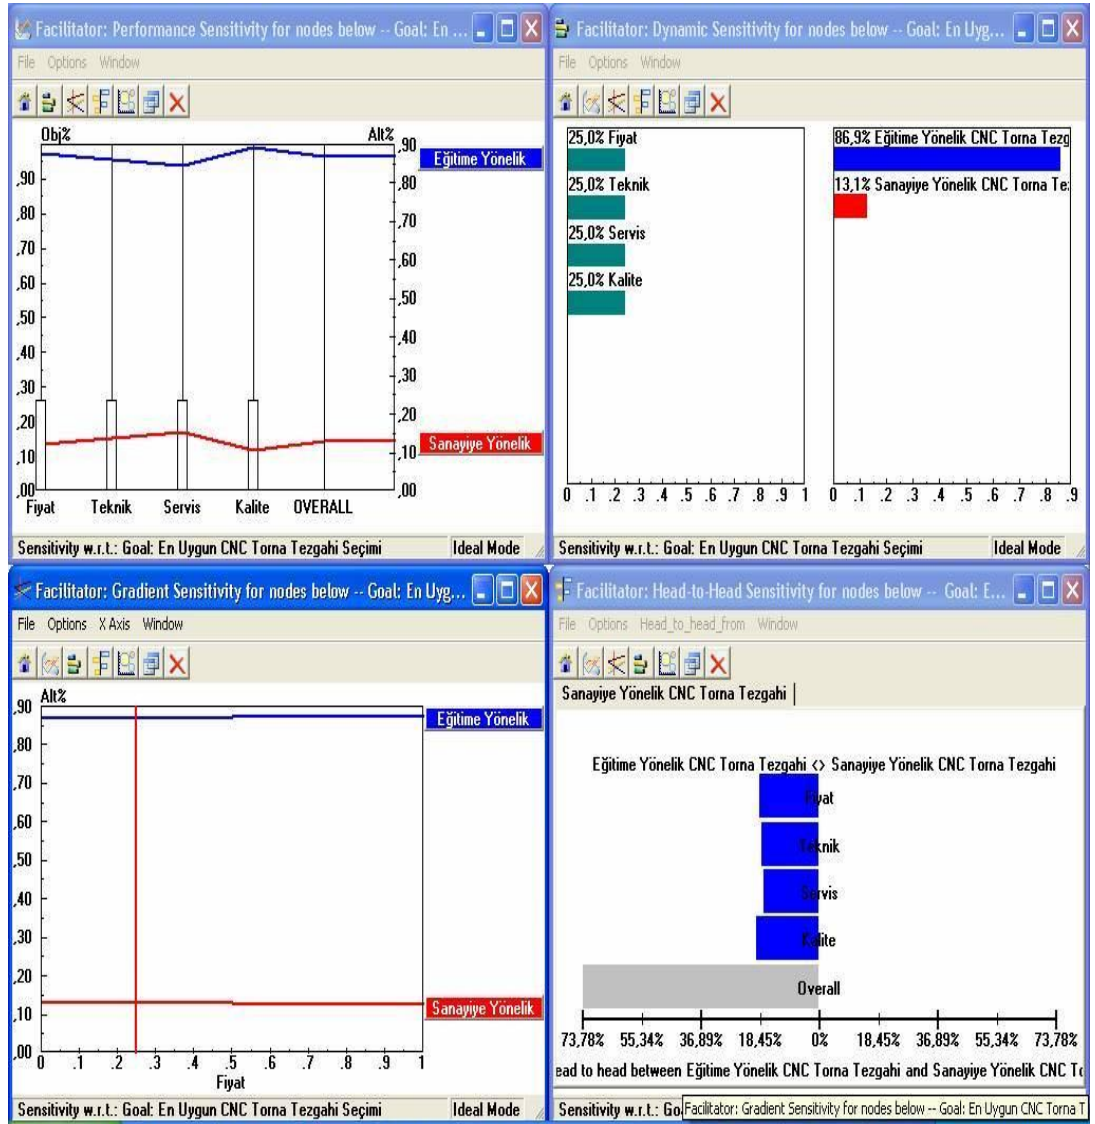 Facilitator: Performance Sensitivity for nodes below -- Goal: En ...
File Options Window
Obj% Alt%
,90
,80
,70
,60
,50
,40
,30
,20
,10
,00
,90
,80
,70
,60
,50
,40
,30
,20
,10
,00
Eğitime Yönelik
Sanayiye Yönelik
Fiyat Teknik Servis Kalite OVERALL
Sensitivity w.r.t.: Goal: En Uygun CNC Torna Tezgahi Seçimi Ideal Mode
Facilitator: Dynamic Sensitivity for nodes below -- Goal: En Uyg...
File Options Window
25,0% Fiyat
25,0% Teknik
25,0% Servis
25,0% Kalite
0 .1 .2 .3 .4 .5 .6 .7 .8 .9 1
86,9% Eğitime Yönelik CNC Torna Tezg
13,1% Sanayiye Yönelik CNC Torna Te:
0 .1 .2 .3 .4 .5 .6 .7 .8 .9
Sensitivity w.r.t.: Goal: En Uygun CNC Torna Tezgahi Seçimi Ideal Mode
Facilitator: Gradient Sensitivity for nodes below -- Goal: En Uyg...
File Options X Axis Window
Alt%
,90
,80
,70
,60
,50
,40
,30
,20
,10
,00
Eğitime Yönelik
Sanayiye Yönelik
0 .1 .2 .3 .4 .5 .6 .7 .8 .9 1
Fiyat
Sensitivity w.r.t.: Goal: En Uygun CNC Torna Tezgahi Seçimi Ideal Mode
Facilitator: Head-to-Head Sensitivity for nodes below -- Goal: E...
File Options Head_to_head_from Window
Sanayiye Yönelik CNC Torna Tezgahi
Eğitime Yönelik CNC Torna Tezgahi <> Sanayiye Yönelik CNC Torna Tezgahi
Fiyat
Teknik
Servis
Kalite
Overall
73,78% 55,34% 36,89% 18,45% 0% 18,45% 36,89% 55,34% 73,78%
ead to head between Eğitime Yönelik CNC Torna Tezgahi and Sanayiye Yönelik CNC To
Sensitivity w.r.t.: Go
Facilitator: Gradient Sensitivity for nodes below -- Goal: En Uygun CNC Torna T